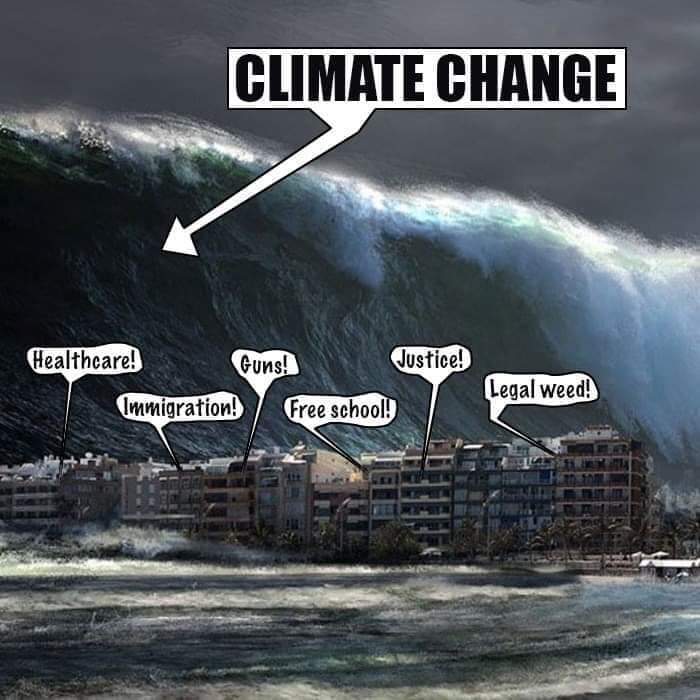 CLIMATE CHANGE
Healthcare!
Guns!
Justice!
Immigration!
Free school!
Legal weed!